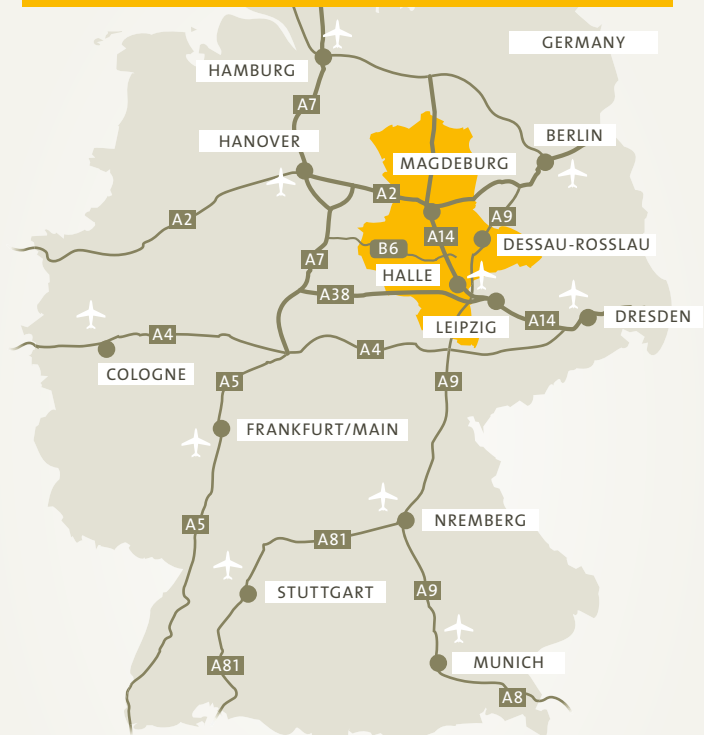 GERMANY
HAMBURG
A7
BERLIN
HANOVER
MAGDEBURG
A2
A2
A9
A14
DESSAU-ROSSLAU
B6
A7
HALLE
A38
LEIPZIG
A14
DRESDEN
A4
A4
COLOGNE
A5
A9
FRANKFURT/MAIN
A5
NREMBERG
A81
STUTTGART
A9
A81
MUNICH
A8